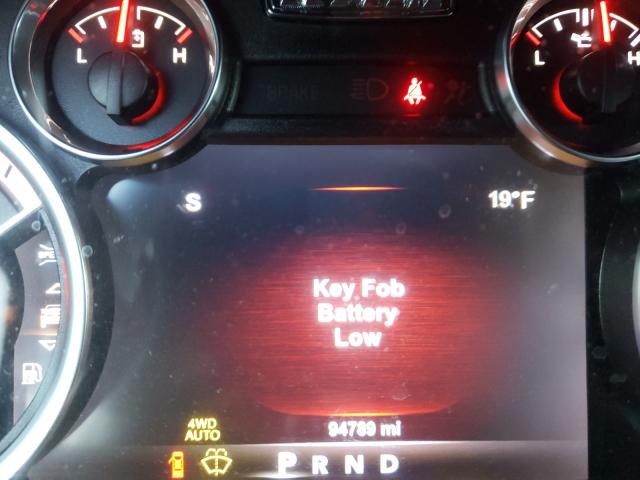 L H
L H
BRAKE
S 19°F
Key Fob
Battery
Low
4WD
AUTO
94789 mi
P R N D